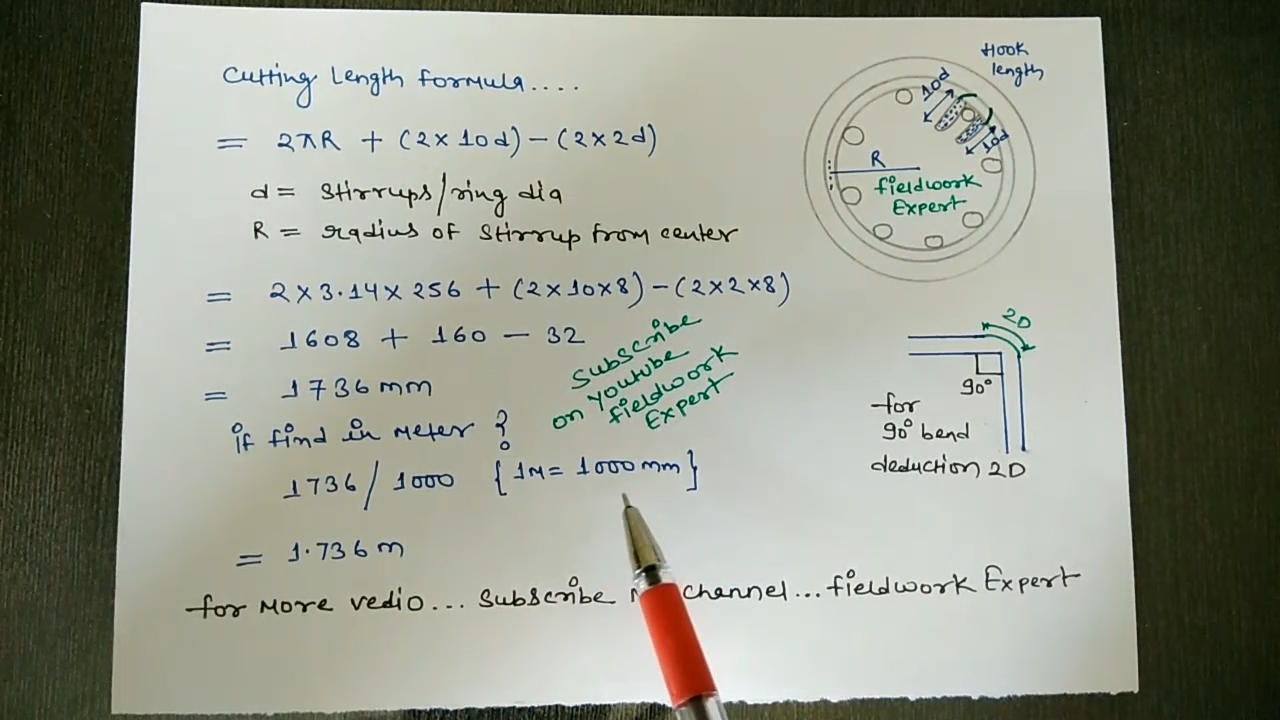 Cutting Length formula....
= 2πR + (2×10d) - (2×2d)
d = Stirrups/ring dia
R = radius of Stirrup from center
= 2×3.14×256 + (2×10×8) - (2×2×8)
= 1608 + 160 - 32
= 1736 mm
if find in Meter ?
1736 / 1000 {1M = 1000mm}
= 1.736 m
for More vedio... Subscribe channel... fieldwork Expert
Subscribe
on Youtube
fieldwork
Expert
Hook
length
10d
10d
R
fieldwork
Expert
2D
90°
for
90° bend
deduction 2D